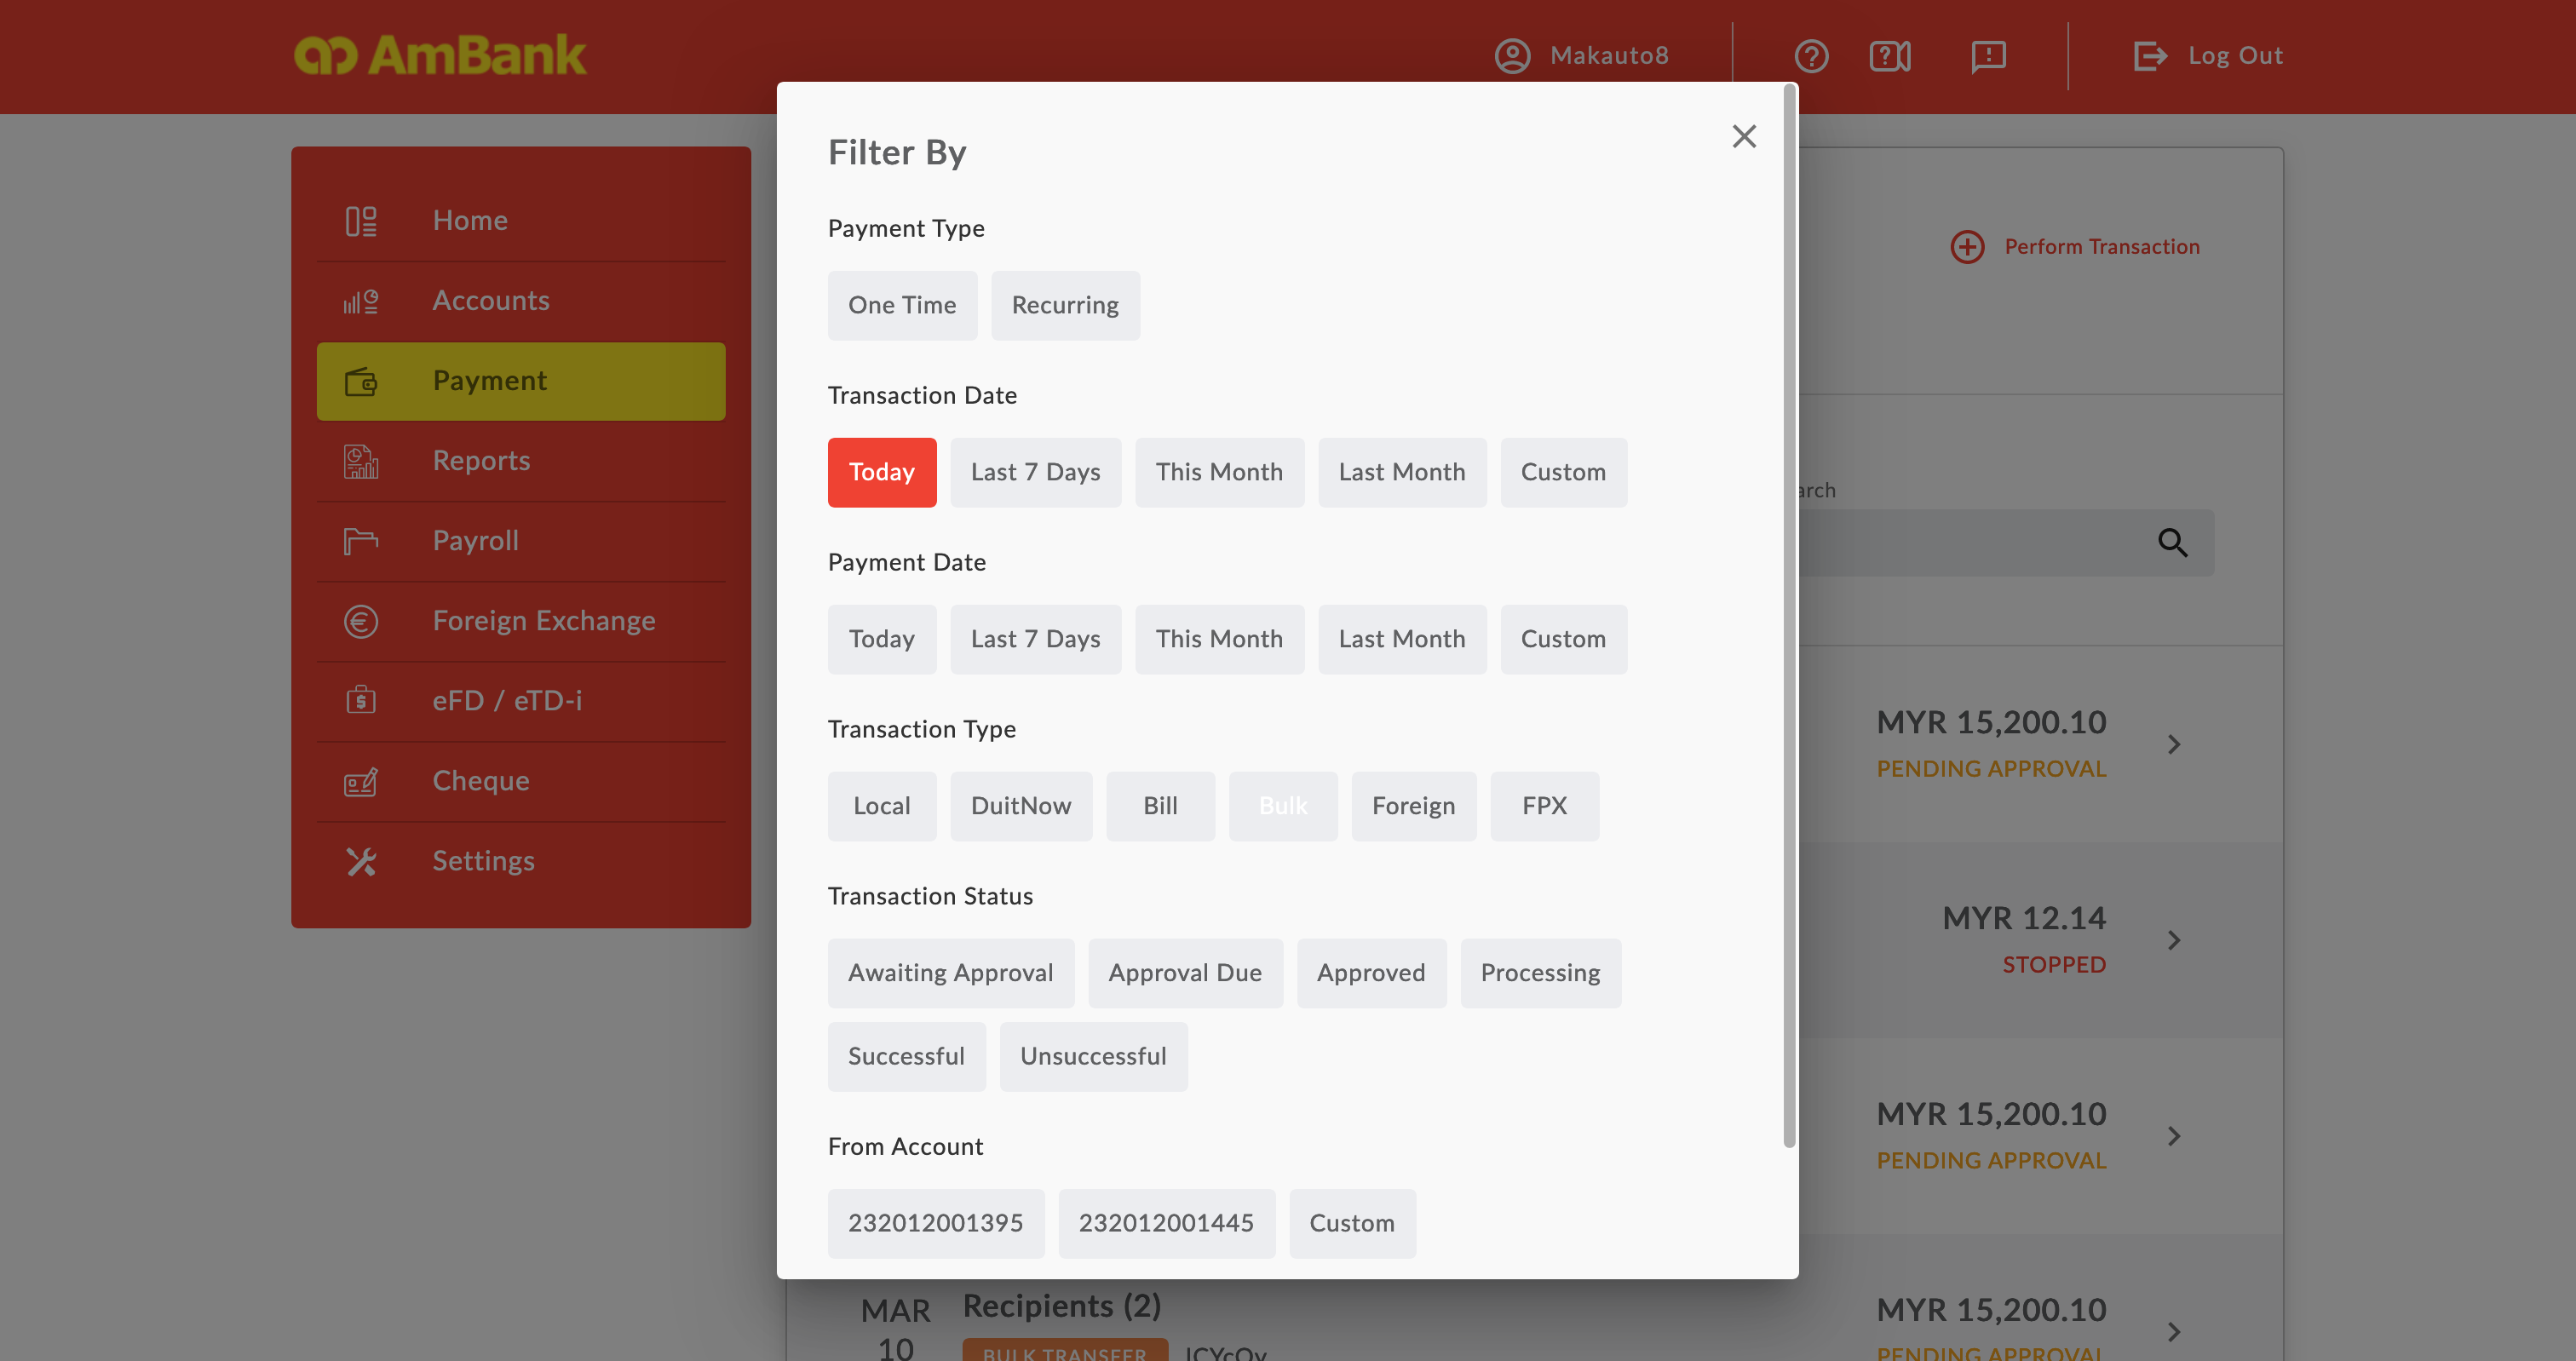 AmBank
Makauto8
Log Out
Home
Accounts
Payment
Reports
Payroll
Foreign Exchange
eFD / eTD-i
Cheque
Settings
Filter By
Payment Type
One Time Recurring
Transaction Date
Today Last 7 Days This Month Last Month Custom
Payment Date
Today Last 7 Days This Month Last Month Custom
Transaction Type
Local DuitNow Bill Bulk Foreign FPX
Transaction Status
Awaiting Approval Approval Due Approved Processing
Successful Unsuccessful
From Account
232012001395 232012001445 Custom
Perform Transaction
arch
MYR 15,200.10
PENDING APPROVAL
MYR 12.14
STOPPED
MYR 15,200.10
PENDING APPROVAL
MAR
10
Recipients (2)
BULK TRANSFER
MYR 15,200.10
PENDING APPROVAL